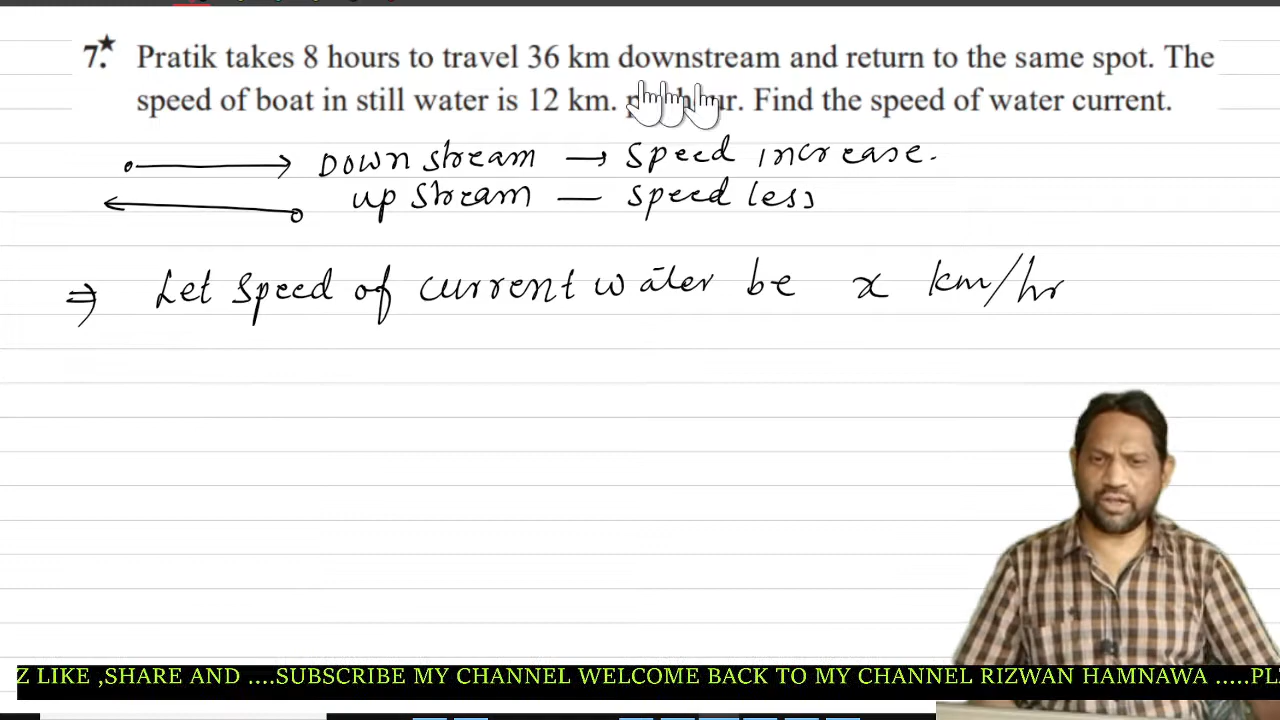 7.★ Pratik takes 8 hours to travel 36 km downstream and return to the same spot. The
speed of boat in still water is 12 km. hour. Find the speed of water current.
Down stream → speed increase.
up stream — speed less
⇒ Let speed of current water be x km/hr
Z LIKE ,SHARE AND ....SUBSCRIBE MY CHANNEL WELCOME BACK TO MY CHANNEL RIZWAN HAMNAWA .....PL